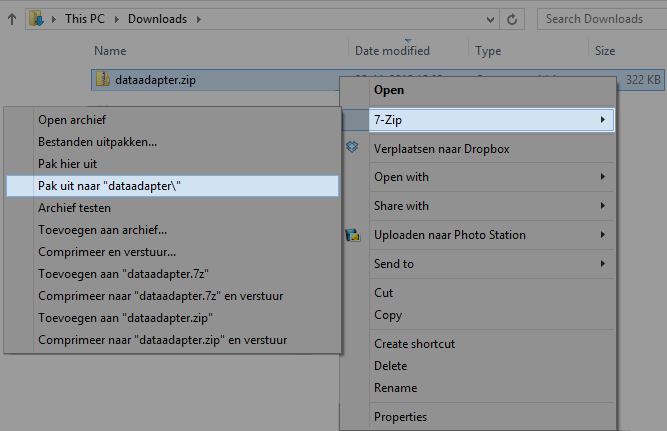 This PC
Downloads
Search Downloads
Name
Date modified
Type
Size
dataadapter.zip
322 KB
Open
7-Zip
Verplaatsen naar Dropbox
Open with
Share with
Uploaden naar Photo Station
Send to
Cut
Copy
Create shortcut
Delete
Rename
Properties
Open archief
Bestanden uitpakken...
Pak hier uit
Pak uit naar "dataadapter\"
Archief testen
Toevoegen aan archief...
Comprimeer en verstuur...
Toevoegen aan "dataadapter.7z"
Comprimeer naar "dataadapter.7z" en verstuur
Toevoegen aan "dataadapter.zip"
Comprimeer naar "dataadapter.zip" en verstuur